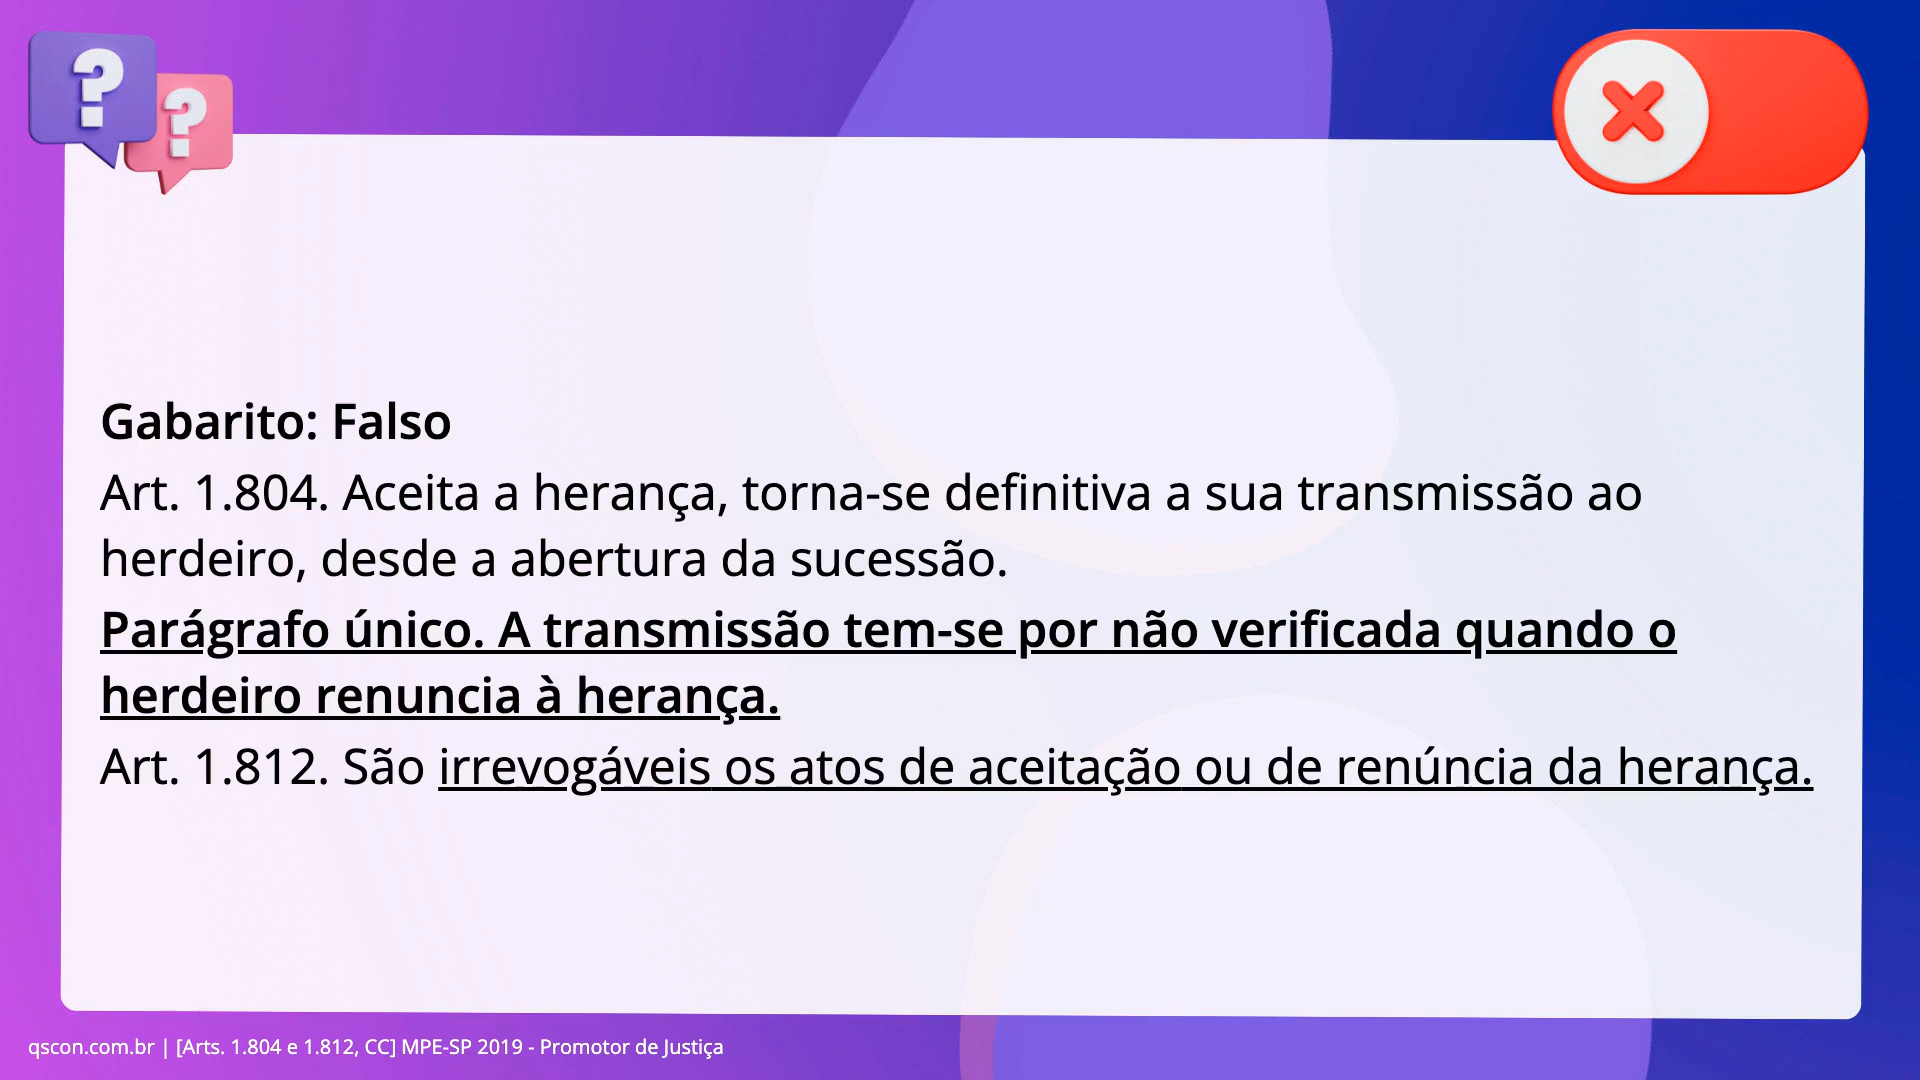 ?
?
Gabarito: Falso
Art. 1.804. Aceita a herança, torna-se definitiva a sua transmissão ao
herdeiro, desde a abertura da sucessão.
Parágrafo único. A transmissão tem-se por não verificada quando o
herdeiro renuncia à herança.
Art. 1.812. São irrevogáveis os atos de aceitação ou de renúncia da herança.
qscon.com.br | [Arts. 1.804 e 1.812, CC] MPE-SP 2019 - Promotor de Justiça